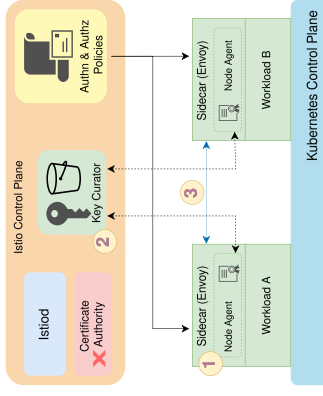 Istio Control Plane
Istiod
Certificate
Authority
2
Key Curator
Authn & Authz
Policies
1
Sidecar (Envoy)
Node Agent
Workload A
3
Sidecar (Envoy)
Node Agent
Workload B
Kubernetes Control Plane